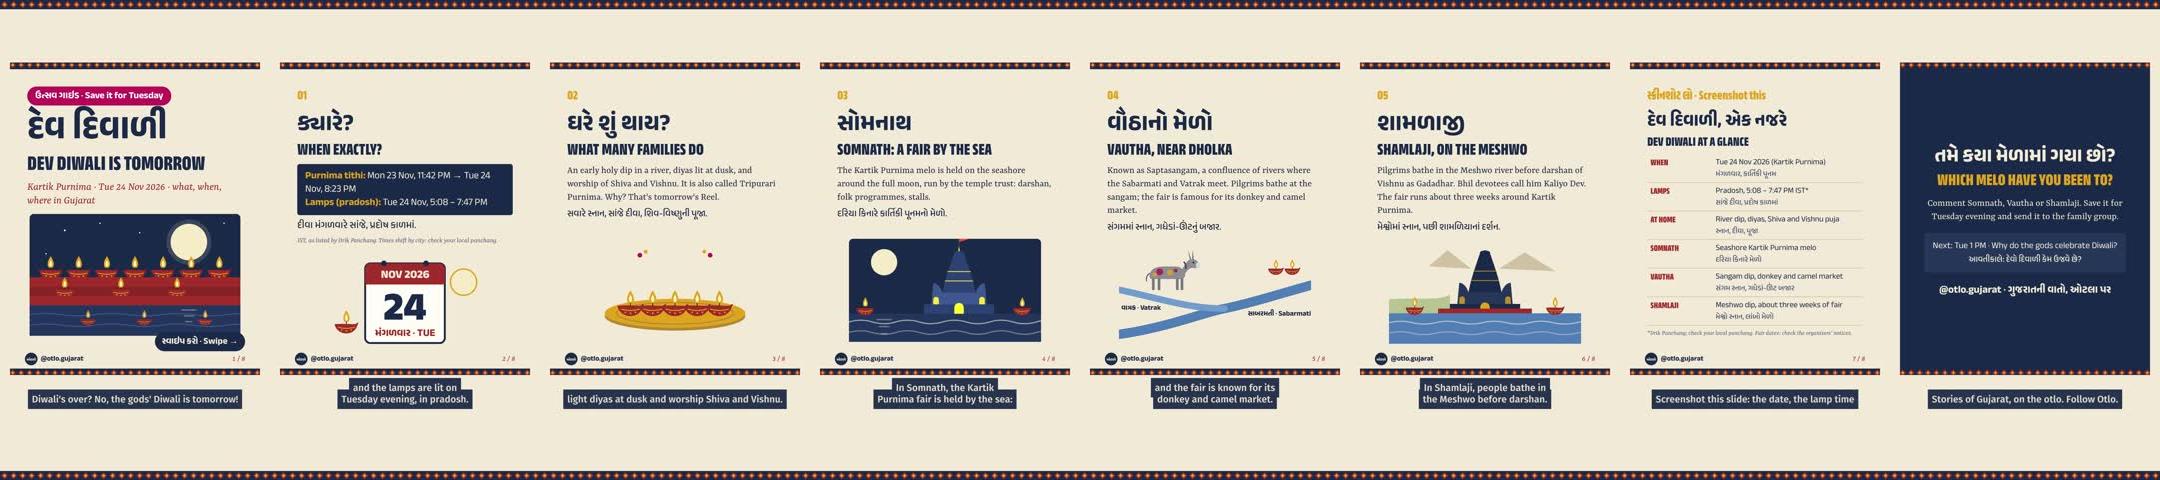 ઉત્સવ ગાઇડ · Save it for Tuesday
દેવ દિવાળી
DEV DIWALI IS TOMORROW
Kartik Purnima · Tue 24 Nov 2026 · what, when,
where in Gujarat
સ્વાઇપ કરો · Swipe →
@otlo.gujarat
1 / 8
Diwali's over? No, the gods' Diwali is tomorrow!
01
ક્યારે?
WHEN EXACTLY?
Purnima tithi: Mon 23 Nov, 11:42 PM → Tue 24
Nov, 8:23 PM
Lamps (pradosh): Tue 24 Nov, 5:08 – 7:47 PM
દીવા મંગળવારે સાંજે, પ્રદોષ કાળમાં.
IST, as listed by Drik Panchang. Times shift by city: check your local panchang.
NOV 2026
24
મંગળવાર · TUE
@otlo.gujarat
2 / 8
and the lamps are lit on
Tuesday evening, in pradosh.
02
ઘરે શું થાય?
WHAT MANY FAMILIES DO
An early holy dip in a river, diyas lit at dusk, and
worship of Shiva and Vishnu. It is also called Tripurari
Purnima. Why? That's tomorrow's Reel.
સવારે સ્નાન, સાંજે દીવા, શિવ-વિષ્ણુની પૂજા.
@otlo.gujarat
3 / 8
light diyas at dusk and worship Shiva and Vishnu.
03
સોમનાથ
SOMNATH: A FAIR BY THE SEA
The Kartik Purnima melo is held on the seashore
around the full moon, run by the temple trust: darshan,
folk programmes, stalls.
દરિયા કિનારે કાર્તિકી પૂનમનો મેળો.
@otlo.gujarat
4 / 8
In Somnath, the Kartik
Purnima fair is held by the sea:
04
વૌઠાનો મેળો
VAUTHA, NEAR DHOLKA
Known as Saptasangam, a confluence of rivers where
the Sabarmati and Vatrak meet. Pilgrims bathe at the
sangam; the fair is famous for its donkey and camel
market.
સંગમમાં સ્નાન, ગધેડાં-ઊંટનું બજાર.
વાત્રક · Vatrak
સાબરમતી · Sabarmati
@otlo.gujarat
5 / 8
and the fair is known for its
donkey and camel market.
05
શામળાજી
SHAMLAJI, ON THE MESHWO
Pilgrims bathe in the Meshwo river before darshan of
Vishnu as Gadadhar. Bhil devotees call him Kaliyo Dev.
The fair runs about three weeks around Kartik
Purnima.
મેશ્વોમાં સ્નાન, પછી શામળિયાનાં દર્શન.
@otlo.gujarat
6 / 8
In Shamlaji, people bathe in
the Meshwo before darshan.
સ્ક્રીનશૉટ લો · Screenshot this
દેવ દિવાળી, એક નજરે
DEV DIWALI AT A GLANCE
WHEN
Tue 24 Nov 2026 (Kartik Purnima)
મંગળવાર, કાર્તિકી પૂનમ
LAMPS
Pradosh, 5:08 – 7:47 PM IST*
સાંજે દીવા, પ્રદોષ કાળમાં
AT HOME
River dip, diyas, Shiva and Vishnu puja
સ્નાન, દીવા, પૂજા
SOMNATH
Seashore Kartik Purnima melo
દરિયા કિનારે મેળો
VAUTHA
Sangam dip, donkey and camel market
સંગમ સ્નાન, ગધેડાં-ઊંટ બજાર
SHAMLAJI
Meshwo dip, about three weeks of fair
મેશ્વો સ્નાન, લાંબો મેળો
*Drik Panchang; check your local panchang. Fair dates: check the organisers' notices.
@otlo.gujarat
7 / 8
Screenshot this slide: the date, the lamp time
તમે કયા મેળામાં ગયા છો?
WHICH MELO HAVE YOU BEEN TO?
Comment Somnath, Vautha or Shamlaji. Save it for
Tuesday evening and send it to the family group.
Next: Tue 1 PM · Why do the gods celebrate Diwali?
આવતીકાલે: દેવો દિવાળી કેમ ઉજવે છે?
@otlo.gujarat · ગુજરાતની વાતો, ઓટલા પર
Stories of Gujarat, on the otlo. Follow Otlo.